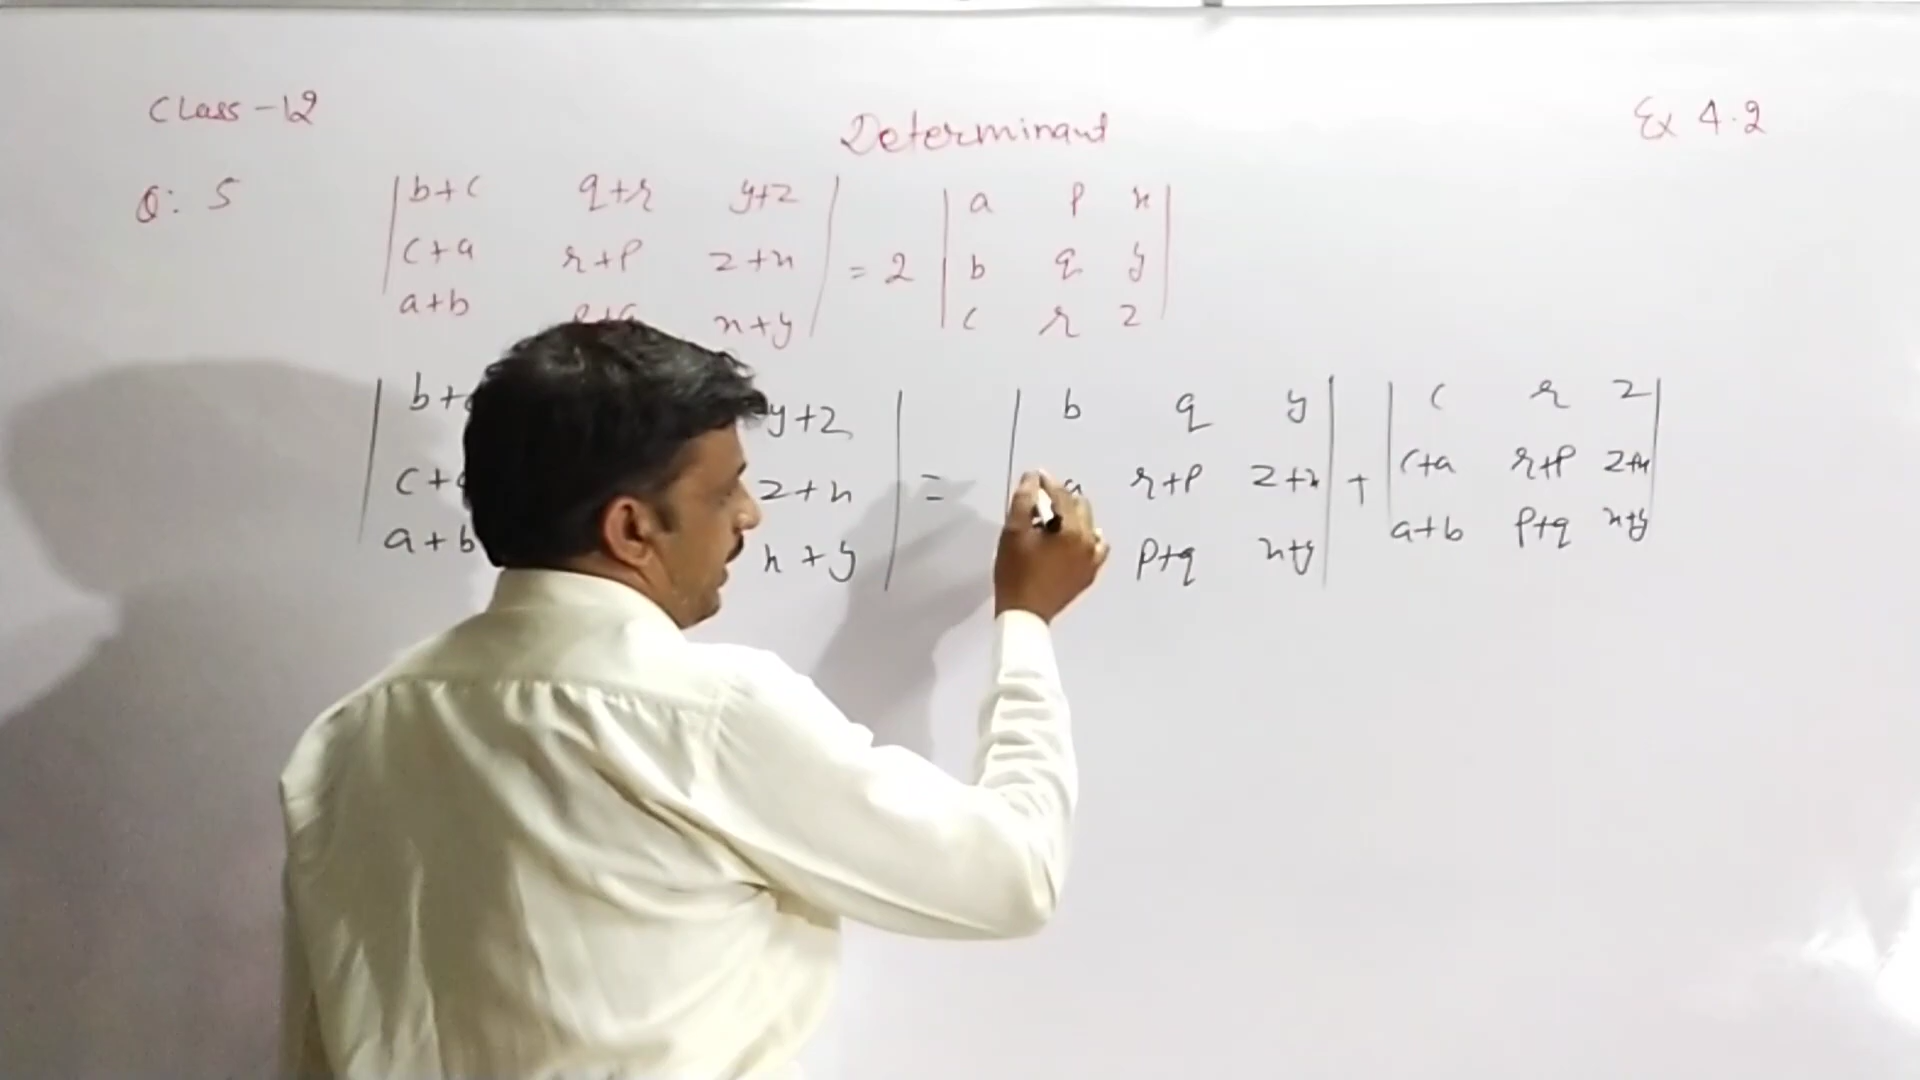 Class-12
Determinant
Ex 4.2
Q: 5
|b+c q+r y+z| |a p x|
|c+a r+p z+x| = 2 |b q y|
|a+b x+y| |c r z|
|b+ y+z| |b q y| |c r z|
|c+ z+x| = |a r+p z+x| + |c+a r+p z+x|
|a+b x+y| |p+q x+y| |a+b p+q x+y|